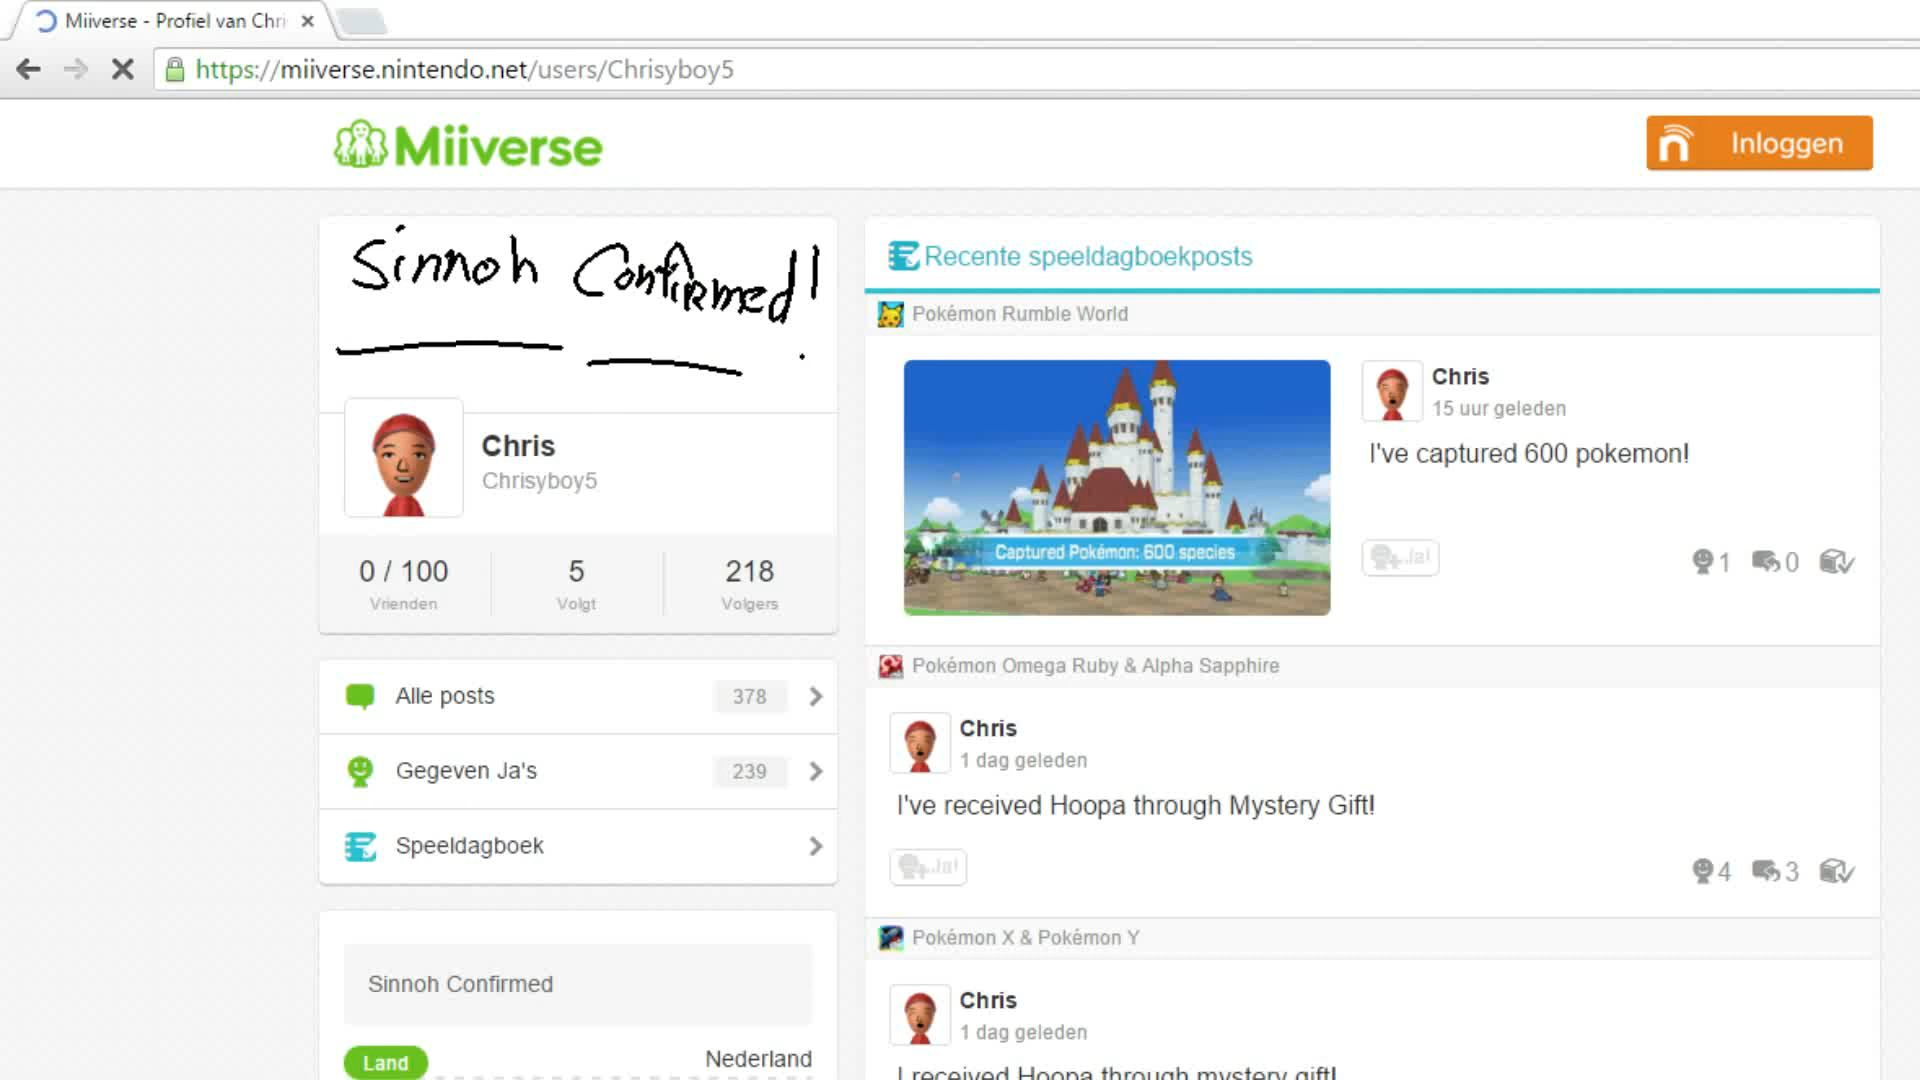 Miiverse - Profiel van Chri
https://miiverse.nintendo.net/users/Chrisyboy5
Miiverse
Inloggen
Sinnoh Confirmed!
Chris
Chrisyboy5
0 / 100
Vrienden
5
Volgt
218
Volgers
Alle posts
378
Gegeven Ja's
239
Speeldagboek
Sinnoh Confirmed
Land
Nederland
Recente speeldagboekposts
Pokémon Rumble World
Captured Pokémon: 600 species
Chris
15 uur geleden
I've captured 600 pokemon!
Ja!
1
0
Pokémon Omega Ruby & Alpha Sapphire
Chris
1 dag geleden
I've received Hoopa through Mystery Gift!
Ja!
4
3
Pokémon X & Pokémon Y
Chris
1 dag geleden
I received Hoopa through mystery gift!